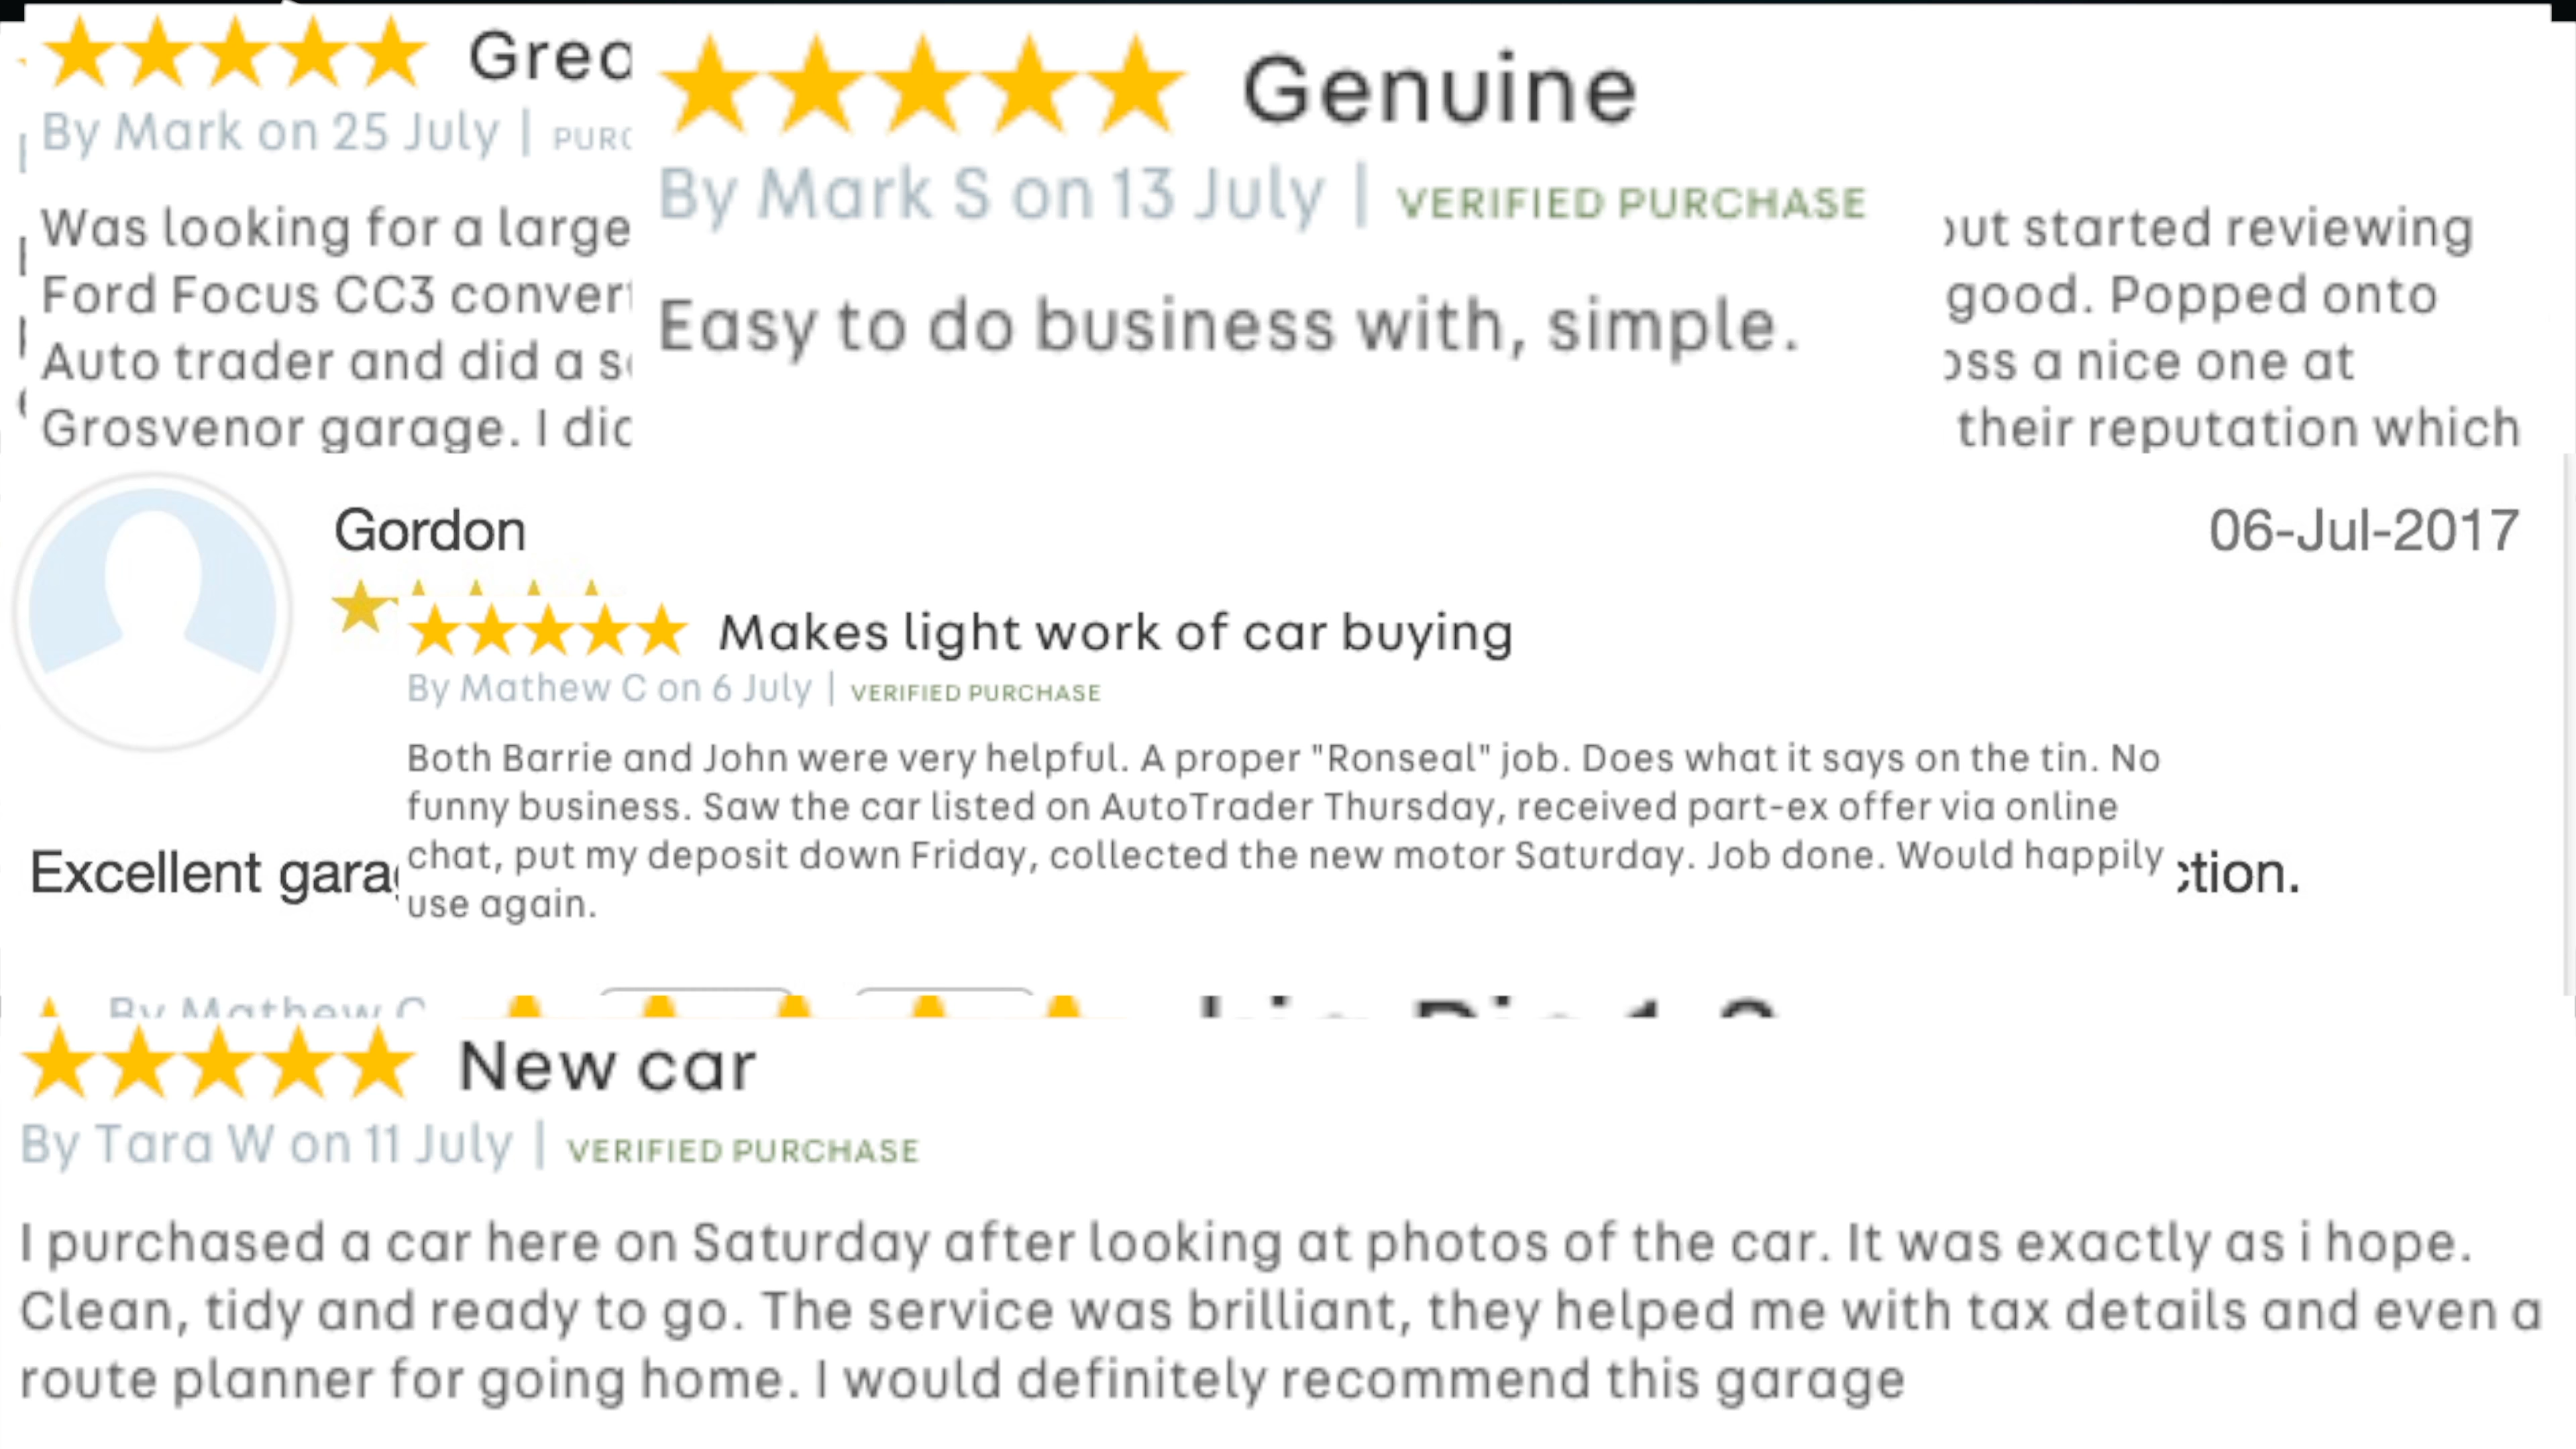 Genuine
By Mark on 25 July |
By Mark S on 13 July | VERIFIED PURCHASE
Was looking for a large
started reviewing
Ford Focus CC3
good. Popped onto
Easy to do business with, simple.
Auto trader and did a
a nice one at
Grosvenor garage. I
their reputation which
Gordon
06-Jul-2017
Makes light work of car buying
By Mathew C on 6 July | VERIFIED PURCHASE
Both Barrie and John were very helpful. A proper "Ronseal" job. Does what it says on the tin. No
funny business. Saw the car listed on AutoTrader Thursday, received part-ex offer via online
chat, put my deposit down Friday, collected the new motor Saturday. Job done. Would happily
use again.
Excellent
By Mathew C
New car
By Tara W on 11 July | VERIFIED PURCHASE
I purchased a car here on Saturday after looking at photos of the car. It was exactly as i hope.
Clean, tidy and ready to go. The service was brilliant, they helped me with tax details and even a
route planner for going home. I would definitely recommend this garage